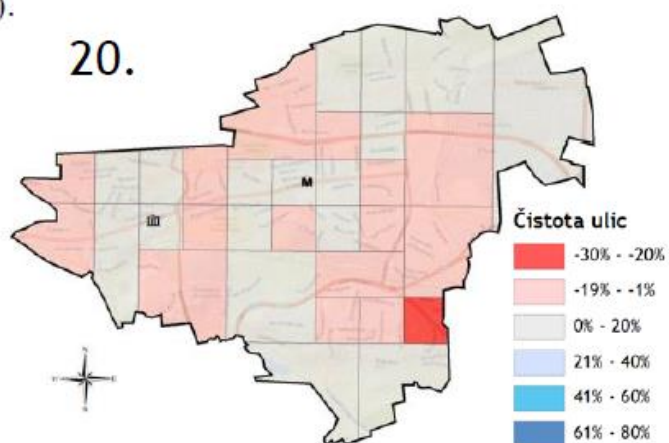 ).
20.
M
Čistota ulic
-30% - -20%
-19% - -1%
0% - 20%
21% - 40%
41% - 60%
61% - 80%